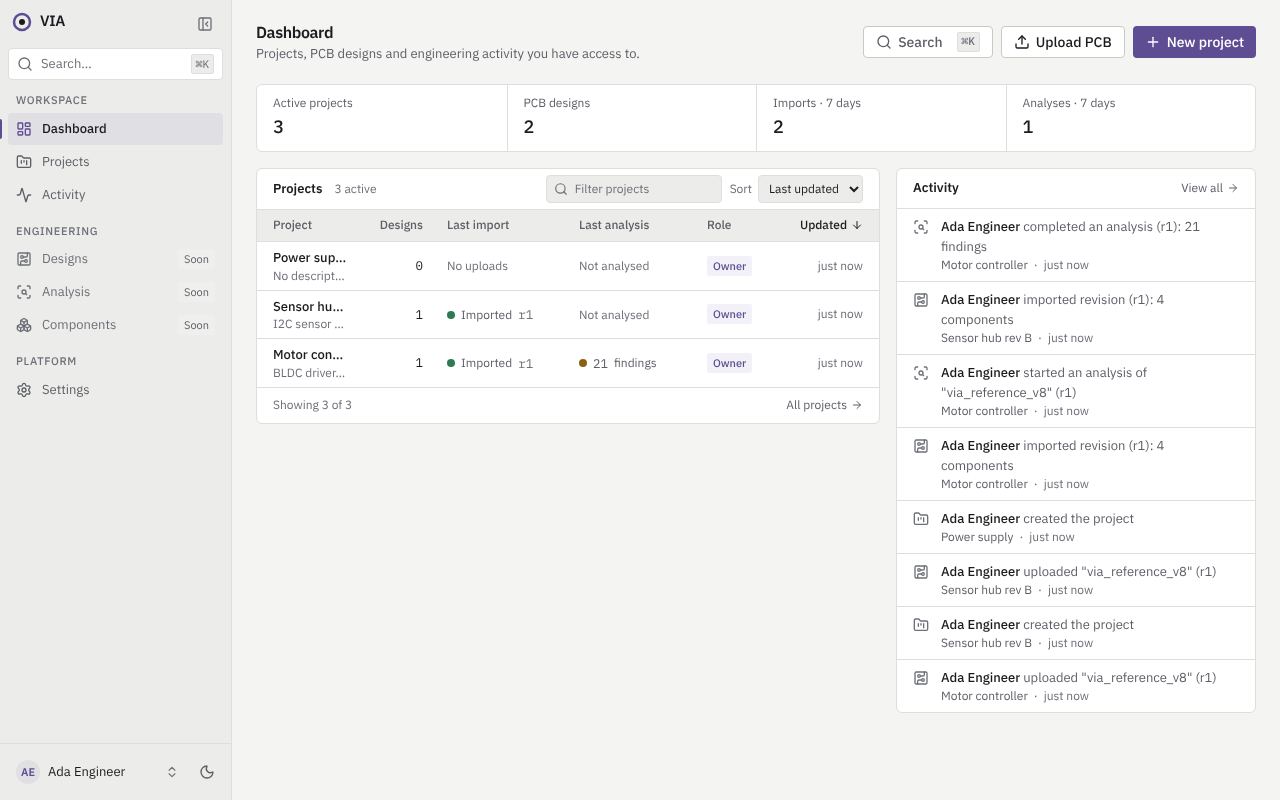 VIA
Search... ⌘K
WORKSPACE
Dashboard
Projects
Activity
ENGINEERING
Designs Soon
Analysis Soon
Components Soon
PLATFORM
Settings
AE Ada Engineer
Dashboard
Projects, PCB designs and engineering activity you have access to.
Search ⌘K
Upload PCB
New project
Active projects
3
PCB designs
2
Imports · 7 days
2
Analyses · 7 days
1
Projects 3 active
Filter projects
Sort Last updated
Project Designs Last import Last analysis Role Updated ↓
Power sup... 0 No uploads Not analysed Owner just now
No descript...
Sensor hu... 1 Imported r1 Not analysed Owner just now
I2C sensor ...
Motor con... 1 Imported r1 21 findings Owner just now
BLDC driver...
Showing 3 of 3 All projects →
Activity View all →
Ada Engineer completed an analysis (r1): 21
findings
Motor controller · just now
Ada Engineer imported revision (r1): 4
components
Sensor hub rev B · just now
Ada Engineer started an analysis of
"via_reference_v8" (r1)
Motor controller · just now
Ada Engineer imported revision (r1): 4
components
Motor controller · just now
Ada Engineer created the project
Power supply · just now
Ada Engineer uploaded "via_reference_v8" (r1)
Sensor hub rev B · just now
Ada Engineer created the project
Sensor hub rev B · just now
Ada Engineer uploaded "via_reference_v8" (r1)
Motor controller · just now